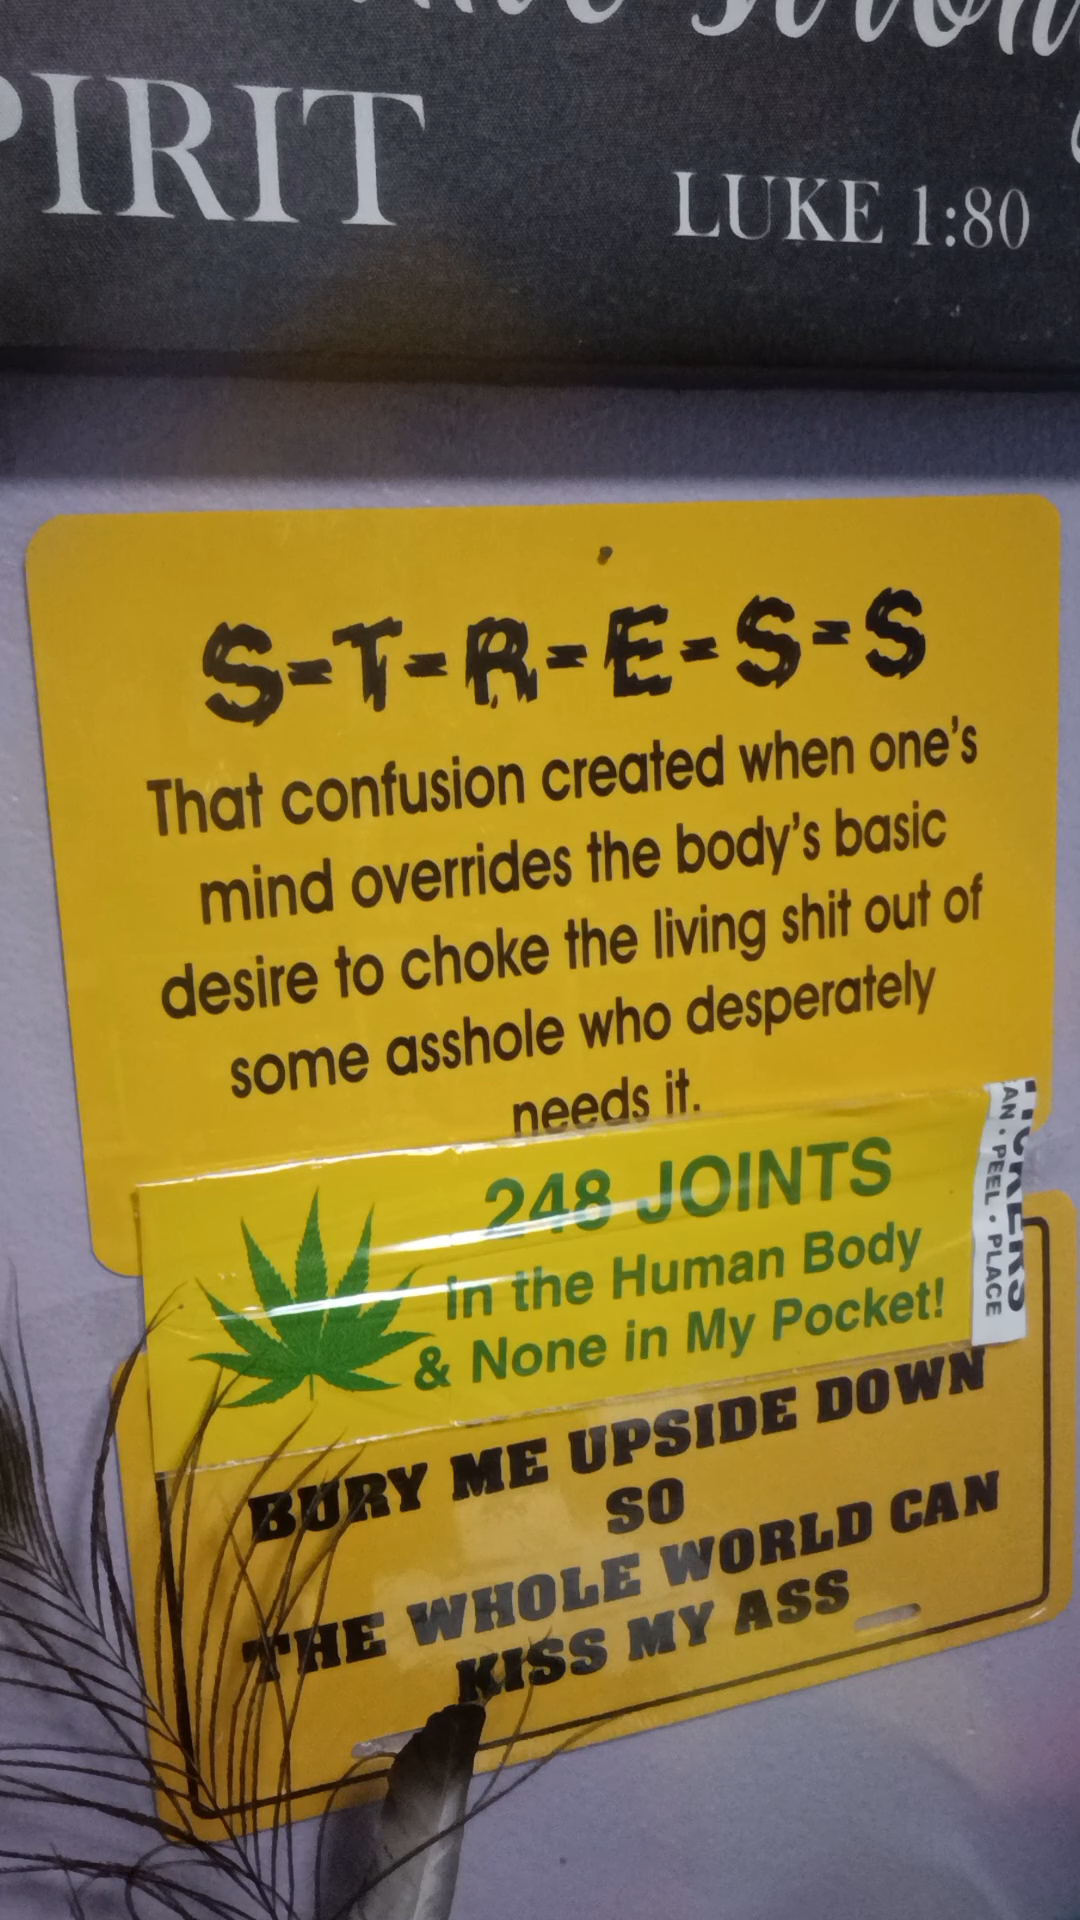 PIRIT
LUKE 1:80
S-T-R-E-S-S
That confusion created when one's
mind overrides the body's basic
desire to choke the living shit out of
some asshole who desperately
needs it.
248 JOINTS
in the Human Body
& None in My Pocket!
PEEL • PLACE
BURY ME UPSIDE DOWN
SO
THE WHOLE WORLD CAN
KISS MY ASS